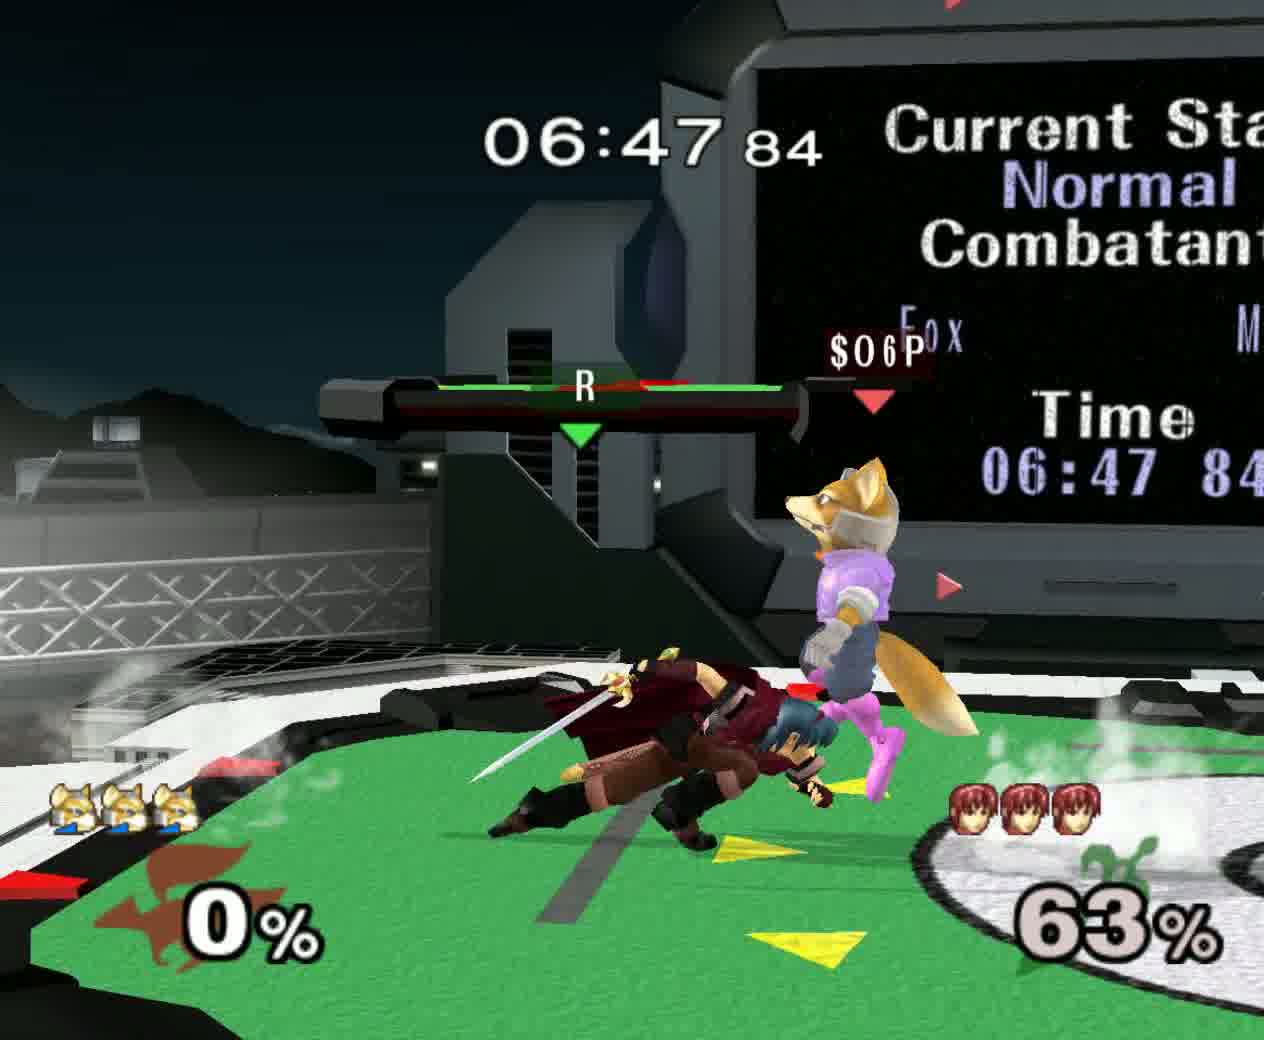 06:47 84
Current Sta
Normal
Combatant
Fox M
$06P
R
Time
06:47 84
0%
63%